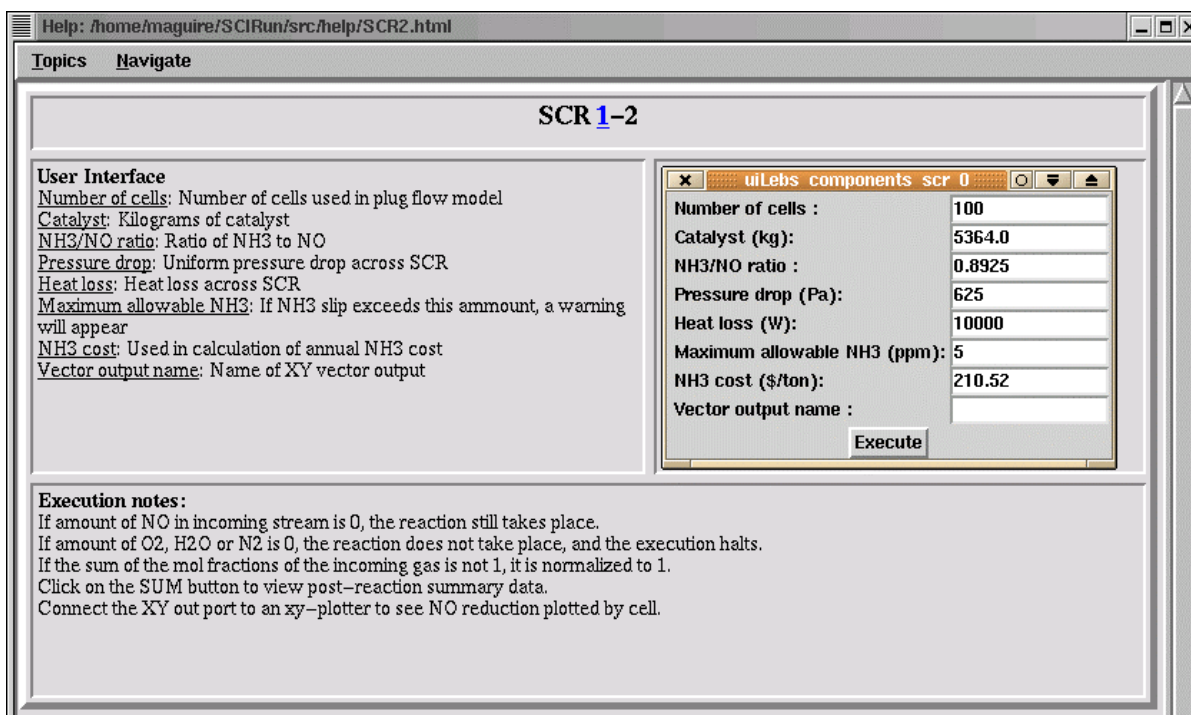 Help: /home/maguire/SCIRun/src/help/SCR2.html
Topics Navigate
SCR 1–2
User Interface
Number of cells: Number of cells used in plug flow model
Catalyst: Kilograms of catalyst
NH3/NO ratio: Ratio of NH3 to NO
Pressure drop: Uniform pressure drop across SCR
Heat loss: Heat loss across SCR
Maximum allowable NH3: If NH3 slip exceeds this ammount, a warning
will appear
NH3 cost: Used in calculation of annual NH3 cost
Vector output name: Name of XY vector output
uiLebs components scr 0
Number of cells : 100
Catalyst (kg): 5364.0
NH3/NO ratio : 0.8925
Pressure drop (Pa): 625
Heat loss (W): 10000
Maximum allowable NH3 (ppm): 5
NH3 cost ($/ton): 210.52
Vector output name :
Execute
Execution notes:
If amount of NO in incoming stream is 0, the reaction still takes place.
If amount of O2, H2O or N2 is 0, the reaction does not take place, and the execution halts.
If the sum of the mol fractions of the incoming gas is not 1, it is normalized to 1.
Click on the SUM button to view post–reaction summary data.
Connect the XY out port to an xy–plotter to see NO reduction plotted by cell.